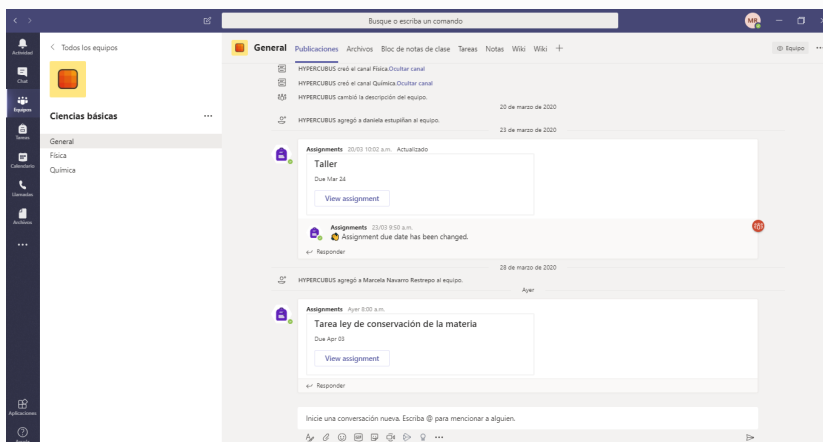 Busque o escriba un comando
MR
Actividad
Chat
Equipos
Tareas
Calendario
Llamadas
Archivos
Aplicaciones
Todos los equipos
Ciencias básicas
General
Física
Química
General Publicaciones Archivos Bloc de notas de clase Tareas Notas Wiki Wiki
Equipo
HYPERCUBUS creó el canal Física.Ocultar canal
HYPERCUBUS creó el canal Química.Ocultar canal
HYPERCUBUS cambió la descripción del equipo.
20 de marzo de 2020
HYPERCUBUS agregó a daniela estupiñan al equipo.
23 de marzo de 2020
Assignments 20/03 10:02 a.m. Actualizado
Taller
Due Mar 24
View assignment
Assignments 23/03 9:50 a.m.
Assignment due date has been changed.
Responder
28 de marzo de 2020
HYPERCUBUS agregó a Marcela Navarro Restrepo al equipo.
Ayer
Assignments Ayer 8:00 a.m.
Tarea ley de conservación de la materia
Due Apr 03
View assignment
Responder
Inicie una conversación nueva. Escriba @ para mencionar a alguien.